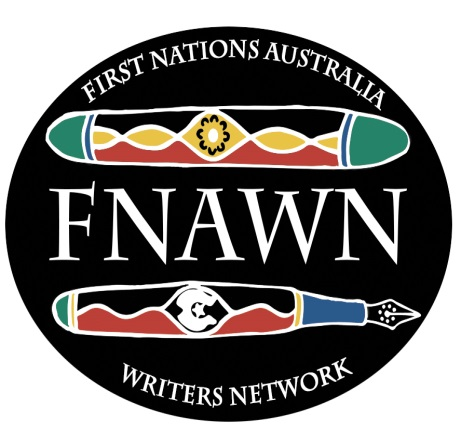 FIRST NATIONS AUSTRALIA
FNAWN
WRITERS NETWORK